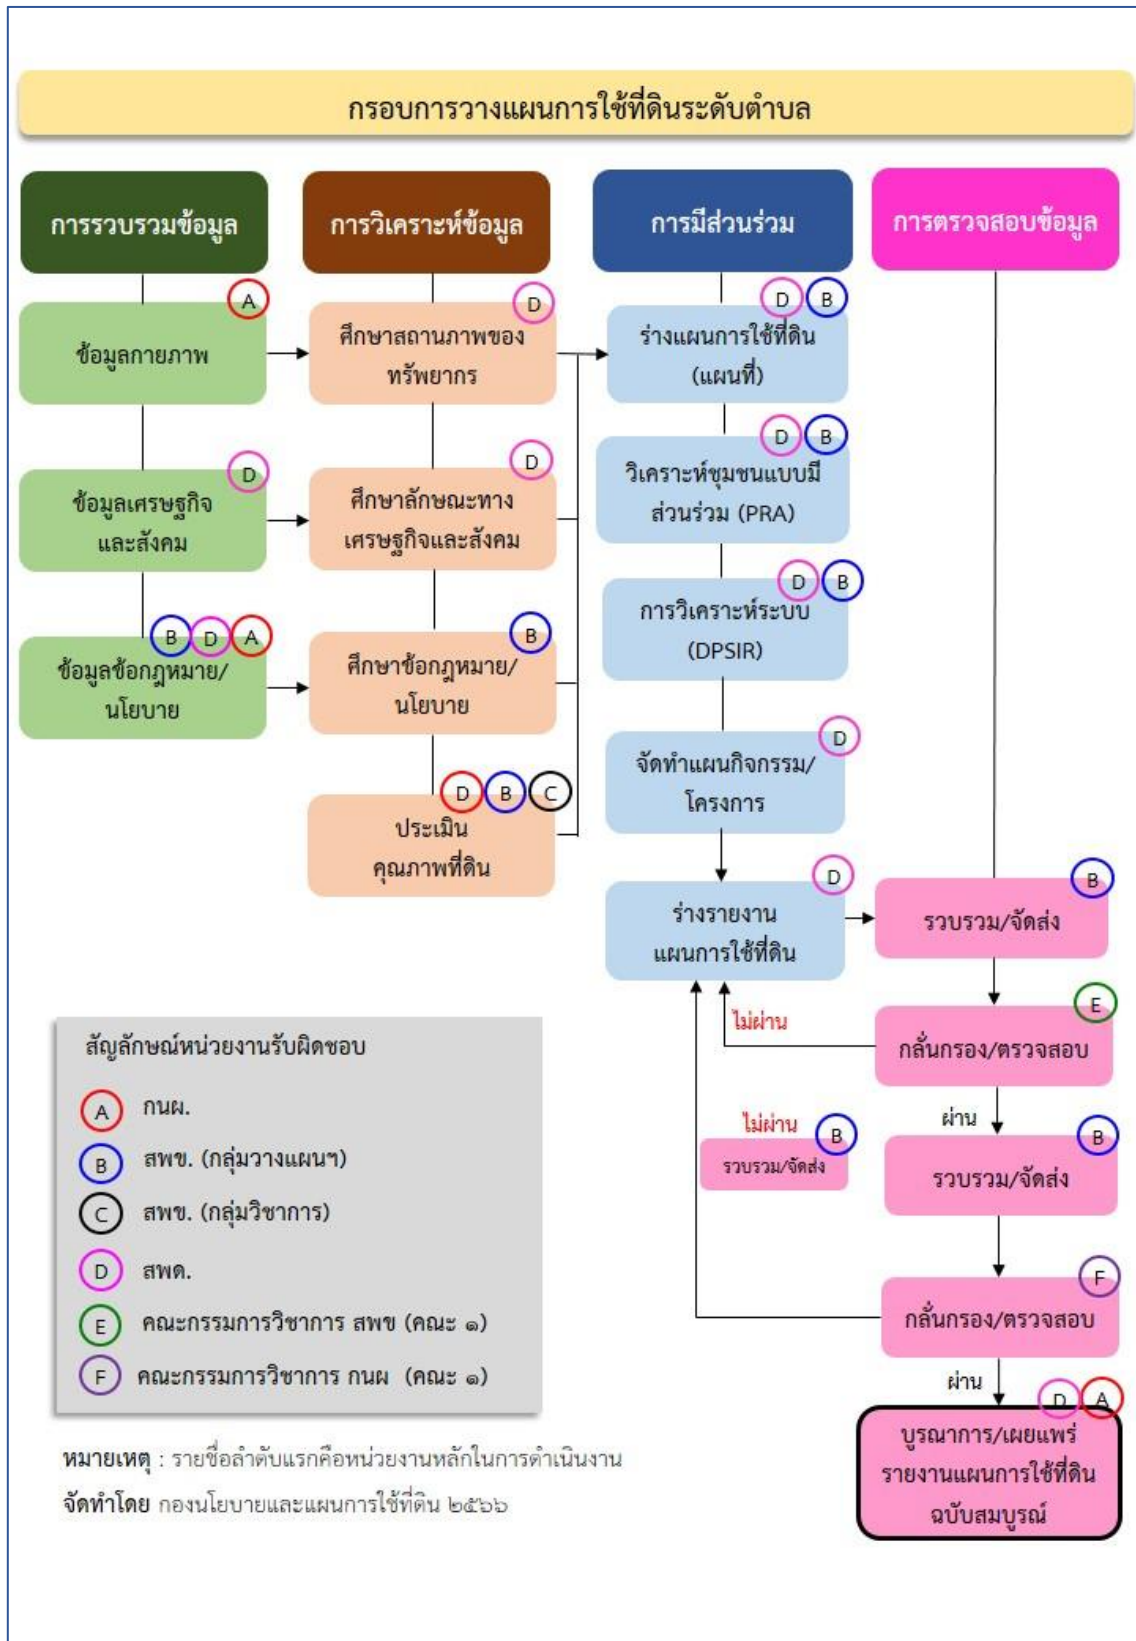 กรอบการวางแผนการใช้ที่ดินระดับตำบล
การรวบรวมข้อมูล
A
ข้อมูลกายภาพ
D
ข้อมูลเศรษฐกิจ
และสังคม
B D A
ข้อมูลข้อกฎหมาย/
นโยบาย
การวิเคราะห์ข้อมูล
D
ศึกษาสถานภาพของ
ทรัพยากร
D
ศึกษาลักษณะทาง
เศรษฐกิจและสังคม
B
ศึกษาข้อกฎหมาย/
นโยบาย
D B C
ประเมิน
คุณภาพที่ดิน
การมีส่วนร่วม
D B
ร่างแผนการใช้ที่ดิน
(แผนที่)
D B
วิเคราะห์ชุมชนแบบมี
ส่วนร่วม (PRA)
D B
การวิเคราะห์ระบบ
(DPSIR)
D
จัดทำแผนกิจกรรม/
โครงการ
D
ร่างรายงาน
แผนการใช้ที่ดิน
การตรวจสอบข้อมูล
B
รวบรวม/จัดส่ง
E
กลั่นกรอง/ตรวจสอบ
ไม่ผ่าน
ผ่าน
B
รวบรวม/จัดส่ง
ไม่ผ่าน
B
รวบรวม/จัดส่ง
F
กลั่นกรอง/ตรวจสอบ
ผ่าน
D A
บูรณาการ/เผยแพร่
รายงานแผนการใช้ที่ดิน
ฉบับสมบูรณ์
สัญลักษณ์หน่วยงานรับผิดชอบ
A กนผ.
B สพข. (กลุ่มวางแผนฯ)
C สพข. (กลุ่มวิชาการ)
D สพด.
E คณะกรรมการวิชาการ สพข (คณะ ๑)
F คณะกรรมการวิชาการ กนผ (คณะ ๑)
หมายเหตุ : รายชื่อลำดับแรกคือหน่วยงานหลักในการดำเนินงาน
จัดทำโดย กองนโยบายและแผนการใช้ที่ดิน ๒๕๖๖